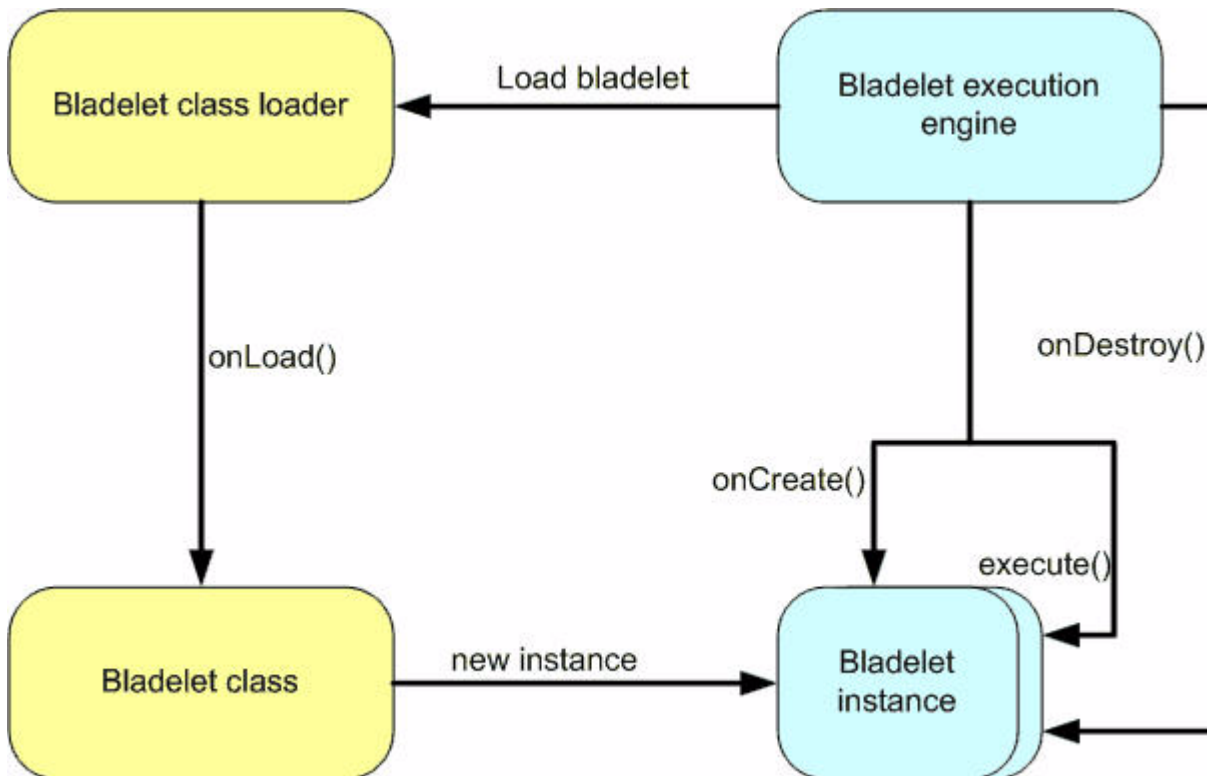 Bladelet class loader
Load bladelet
Bladelet execution
engine
onLoad()
onDestroy()
onCreate()
execute()
Bladelet class
new instance
Bladelet
instance